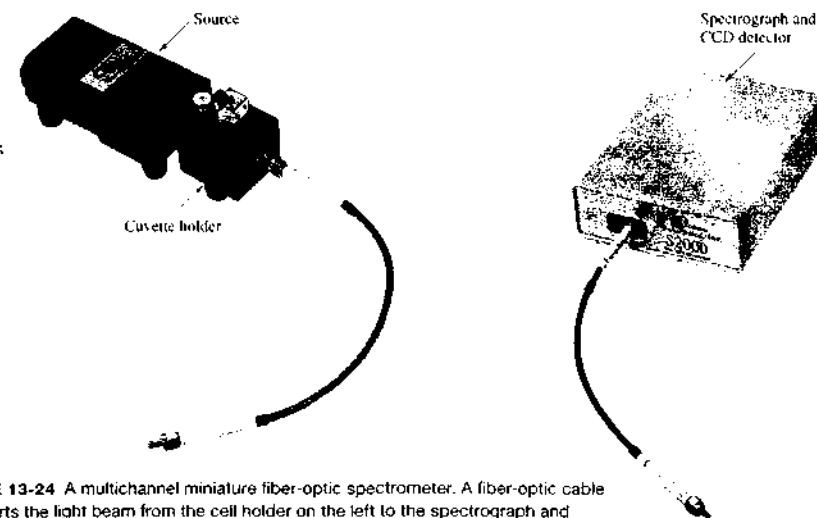 Source
Spectrograph and
CCD detector
Cuvette holder
13-24 A multichannel miniature fiber-optic spectrometer. A fiber-optic cable
the light beam from the cell holder on the left to the spectrograph and